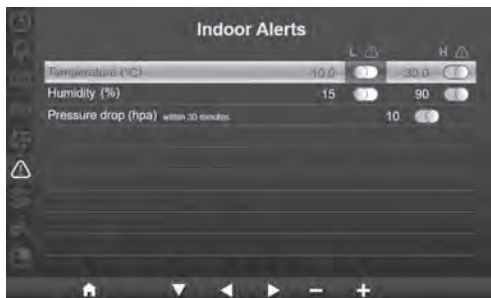 Indoor Alerts
L H
Temperature (°C) 10.0 30.0
Humidity (%) 15 90
Pressure drop (hpa) within 30 minutes 10